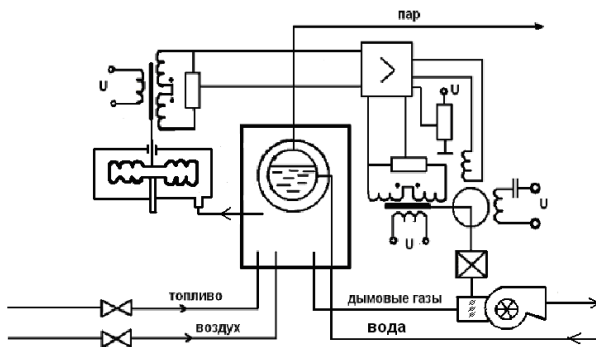 пар
U
U
U
U
топливо
дымовые газы
воздух
вода